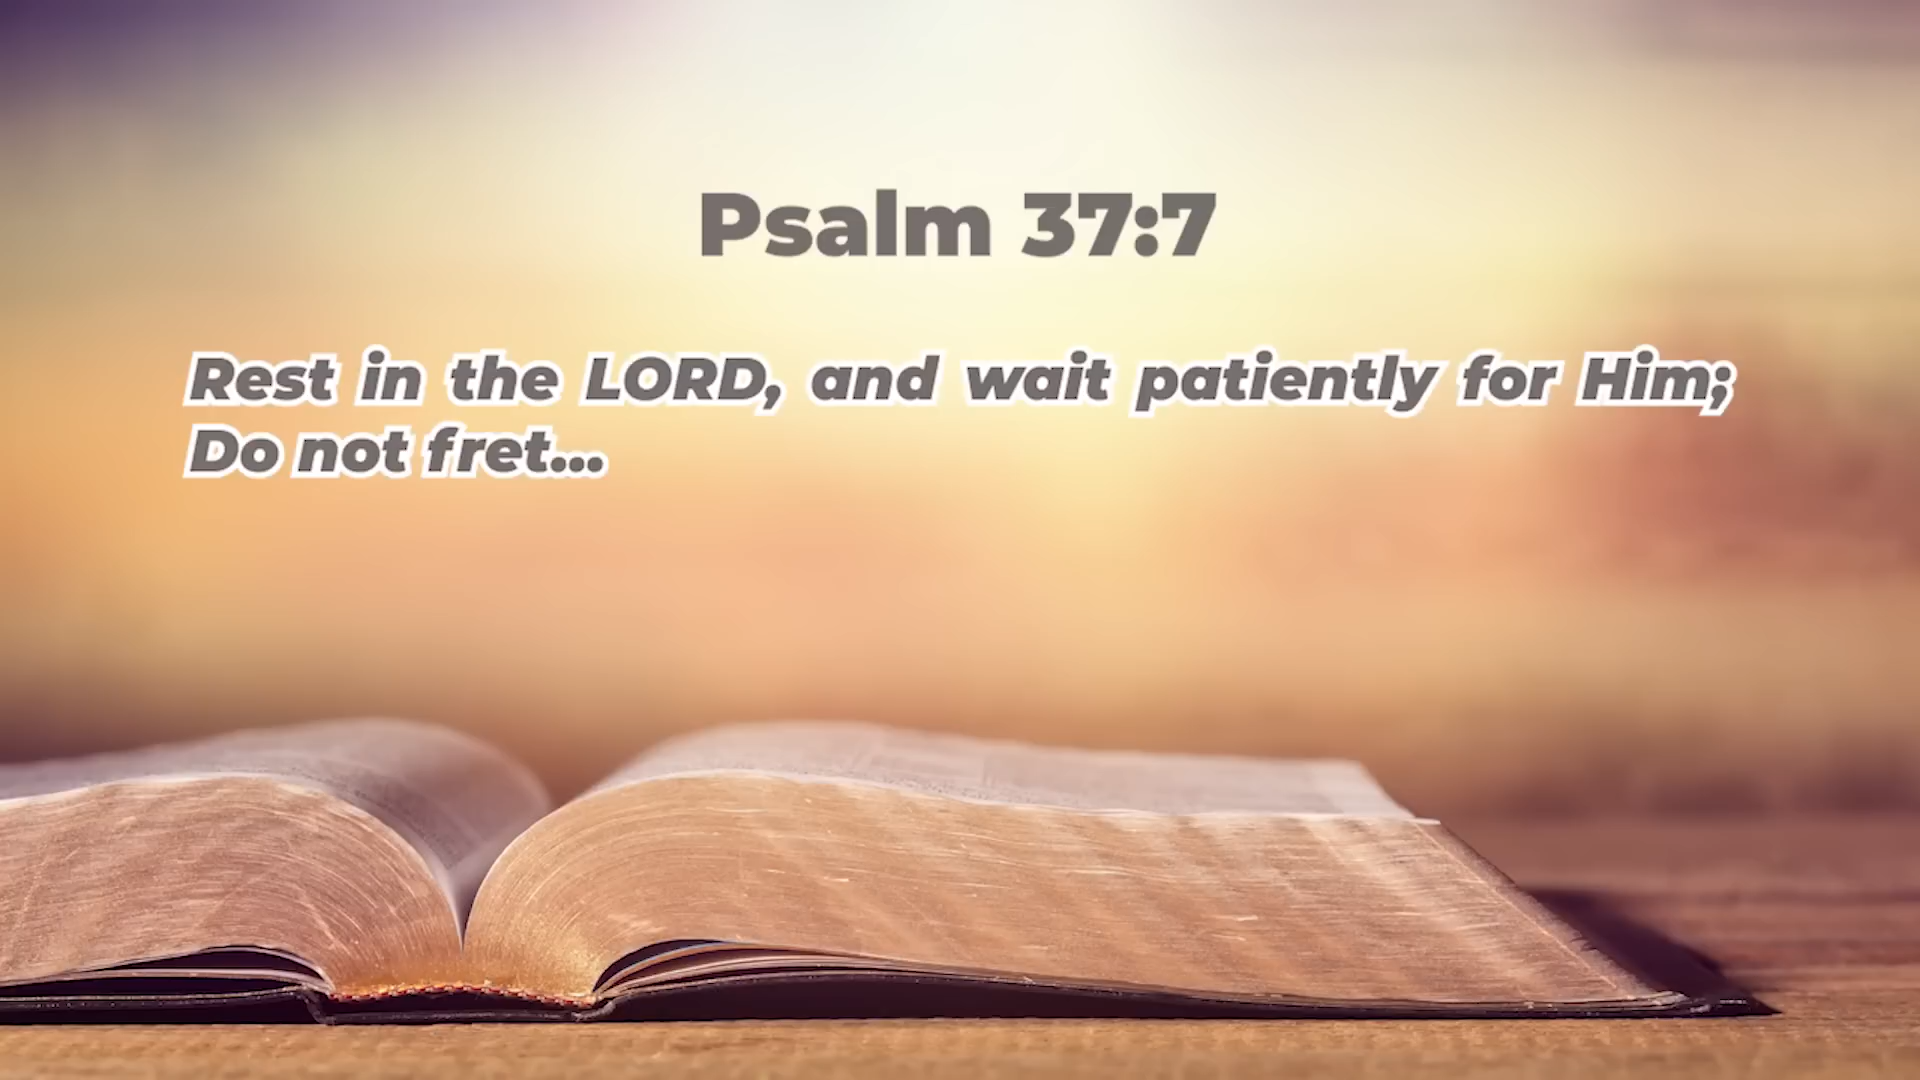 Psalm 37:7
Rest in the LORD, and wait patiently for Him;
Do not fret...